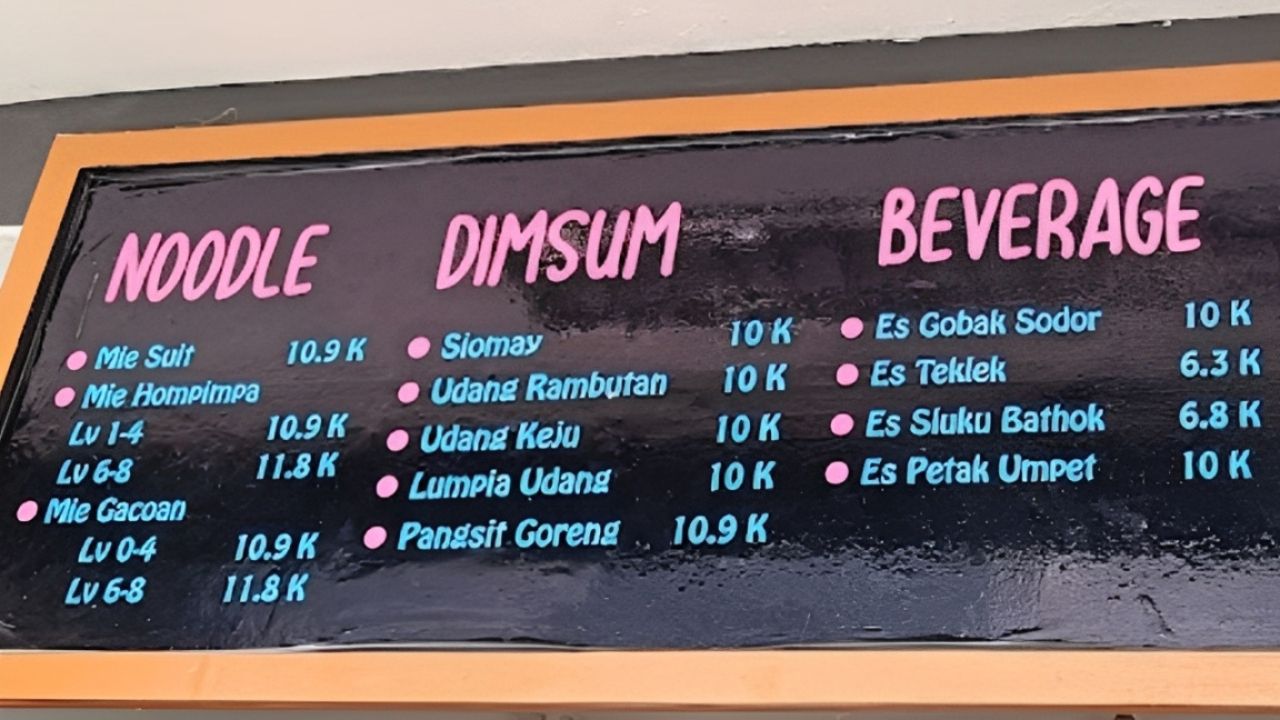 NOODLE
Mie Suit 10.9 K
Mie Hompimpa
Lv 1-4 10.9 K
Lv 6-8 11.8 K
Mie Gacoan
Lv 0-4 10.9 K
Lv 6-8 11.8 K
DIMSUM
Siomay 10 K
Udang Rambutan 10 K
Udang Keju 10 K
Lumpia Udang 10 K
Pangsit Goreng 10.9 K
BEVERAGE
Es Gobak Sodor 10 K
Es Teklek 6.3 K
Es Sluku Bathok 6.8 K
Es Petak Umpet 10 K